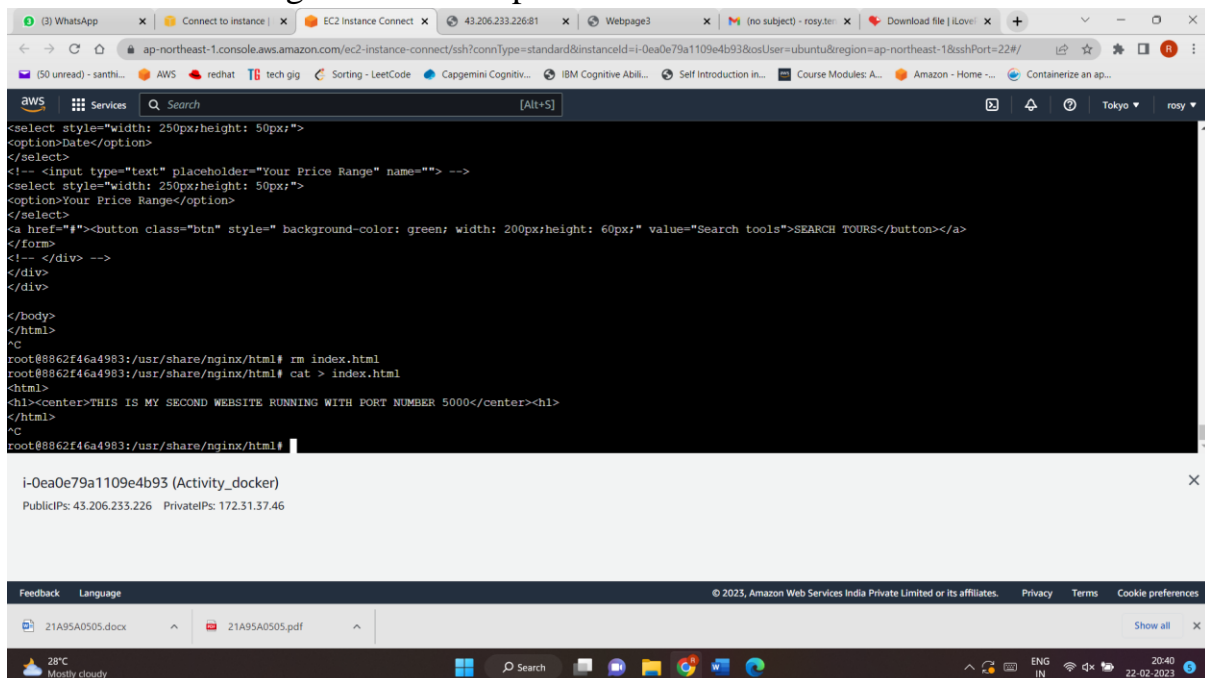 (3) WhatsApp
Connect to instance |
EC2 Instance Connect
43.206.233.226:81
Webpage3
(no subject) - rosy.ten
Download file | iLovel
ap-northeast-1.console.aws.amazon.com/ec2-instance-connect/ssh?connType=standard&instanceId=i-0ea0e79a1109e4b93&osUser=ubuntu&region=ap-northeast-1&sshPort=22#/
(50 unread) - santhi...
AWS
redhat
TG tech gig
Sorting - LeetCode
Capgemini Cognitiv...
IBM Cognitive Abili...
Self Introduction in...
Course Modules: A...
Amazon - Home -...
Containerize an ap...
aws Services Search [Alt+S] Tokyo ▼ rosy ▼
<select style="width: 250px;height: 50px;">
<option>Date</option>
</select>
<!-- <input type="text" placeholder="Your Price Range" name=""> -->
<select style="width: 250px;height: 50px;">
<option>Your Price Range</option>
</select>
<a href="#"><button class="btn" style=" background-color: green; width: 200px;height: 60px;" value="Search tools">SEARCH TOURS</button></a>
</form>
<!-- </div> -->
</div>
</div>
</body>
</html>
^C
root@8862f46a4983:/usr/share/nginx/html# rm index.html
root@8862f46a4983:/usr/share/nginx/html# cat > index.html
<html>
<h1><center>THIS IS MY SECOND WEBSITE RUNNING WITH PORT NUMBER 5000</center><h1>
</html>
^C
root@8862f46a4983:/usr/share/nginx/html#
i-0ea0e79a1109e4b93 (Activity_docker)
PublicIPs: 43.206.233.226 PrivateIPs: 172.31.37.46
Feedback Language © 2023, Amazon Web Services India Private Limited or its affiliates. Privacy Terms Cookie preferences
21A95A0505.docx
21A95A0505.pdf
Show all
28°C
Mostly cloudy
Search
ENG
IN
20:40
22-02-2023
5